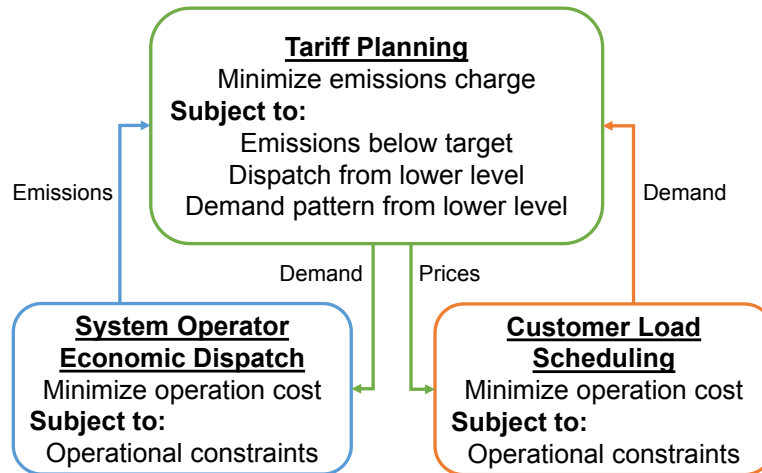 Tariff Planning
Minimize emissions charge
Subject to:
Emissions below target
Dispatch from lower level
Demand pattern from lower level
Emissions
Demand
Demand
Prices
System Operator
Economic Dispatch
Minimize operation cost
Subject to:
Operational constraints
Customer Load
Scheduling
Minimize operation cost
Subject to:
Operational constraints